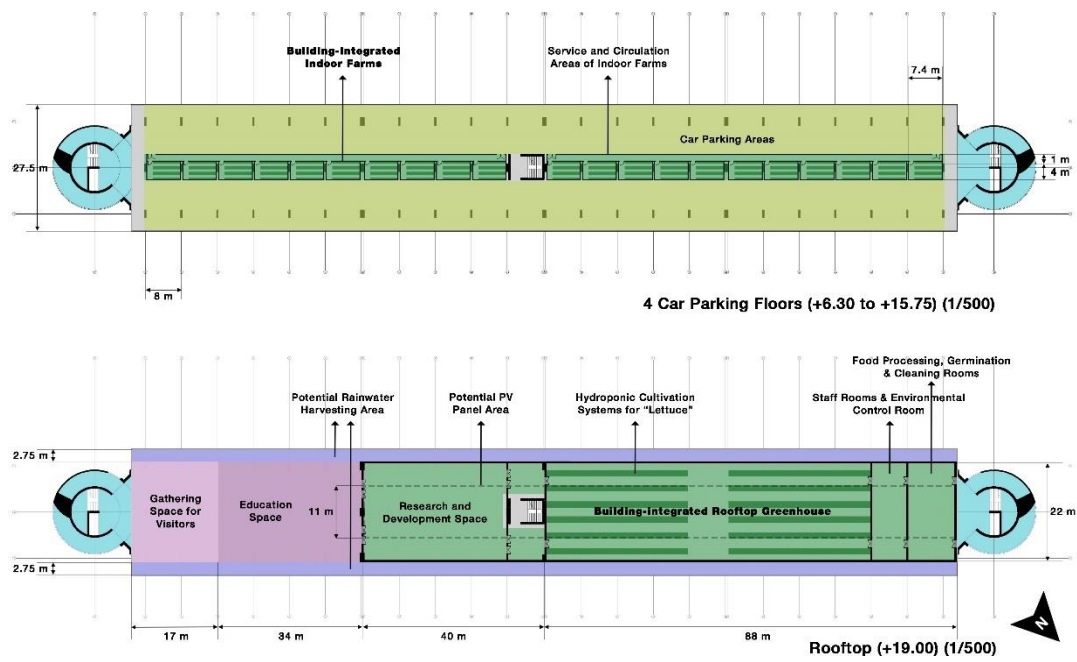 Building-Integrated
Indoor Farms
Service and Circulation
Areas of Indoor Farms
7.4 m
Car Parking Areas
27.5 m
1 m
4 m
8 m
4 Car Parking Floors (+6.30 to +15.75) (1/500)
Food Processing, Germination
& Cleaning Rooms
Potential Rainwater
Harvesting Area
Potential PV
Panel Area
Hydroponic Cultivation
Systems for “Lettuce”
Staff Rooms & Environmental
Control Room
2.75 m
Gathering
Space for
Visitors
Education
Space
11 m
Research and
Development Space
Building-integrated Rooftop Greenhouse
22 m
2.75 m
17 m
34 m
40 m
88 m
N
Rooftop (+19.00) (1/500)